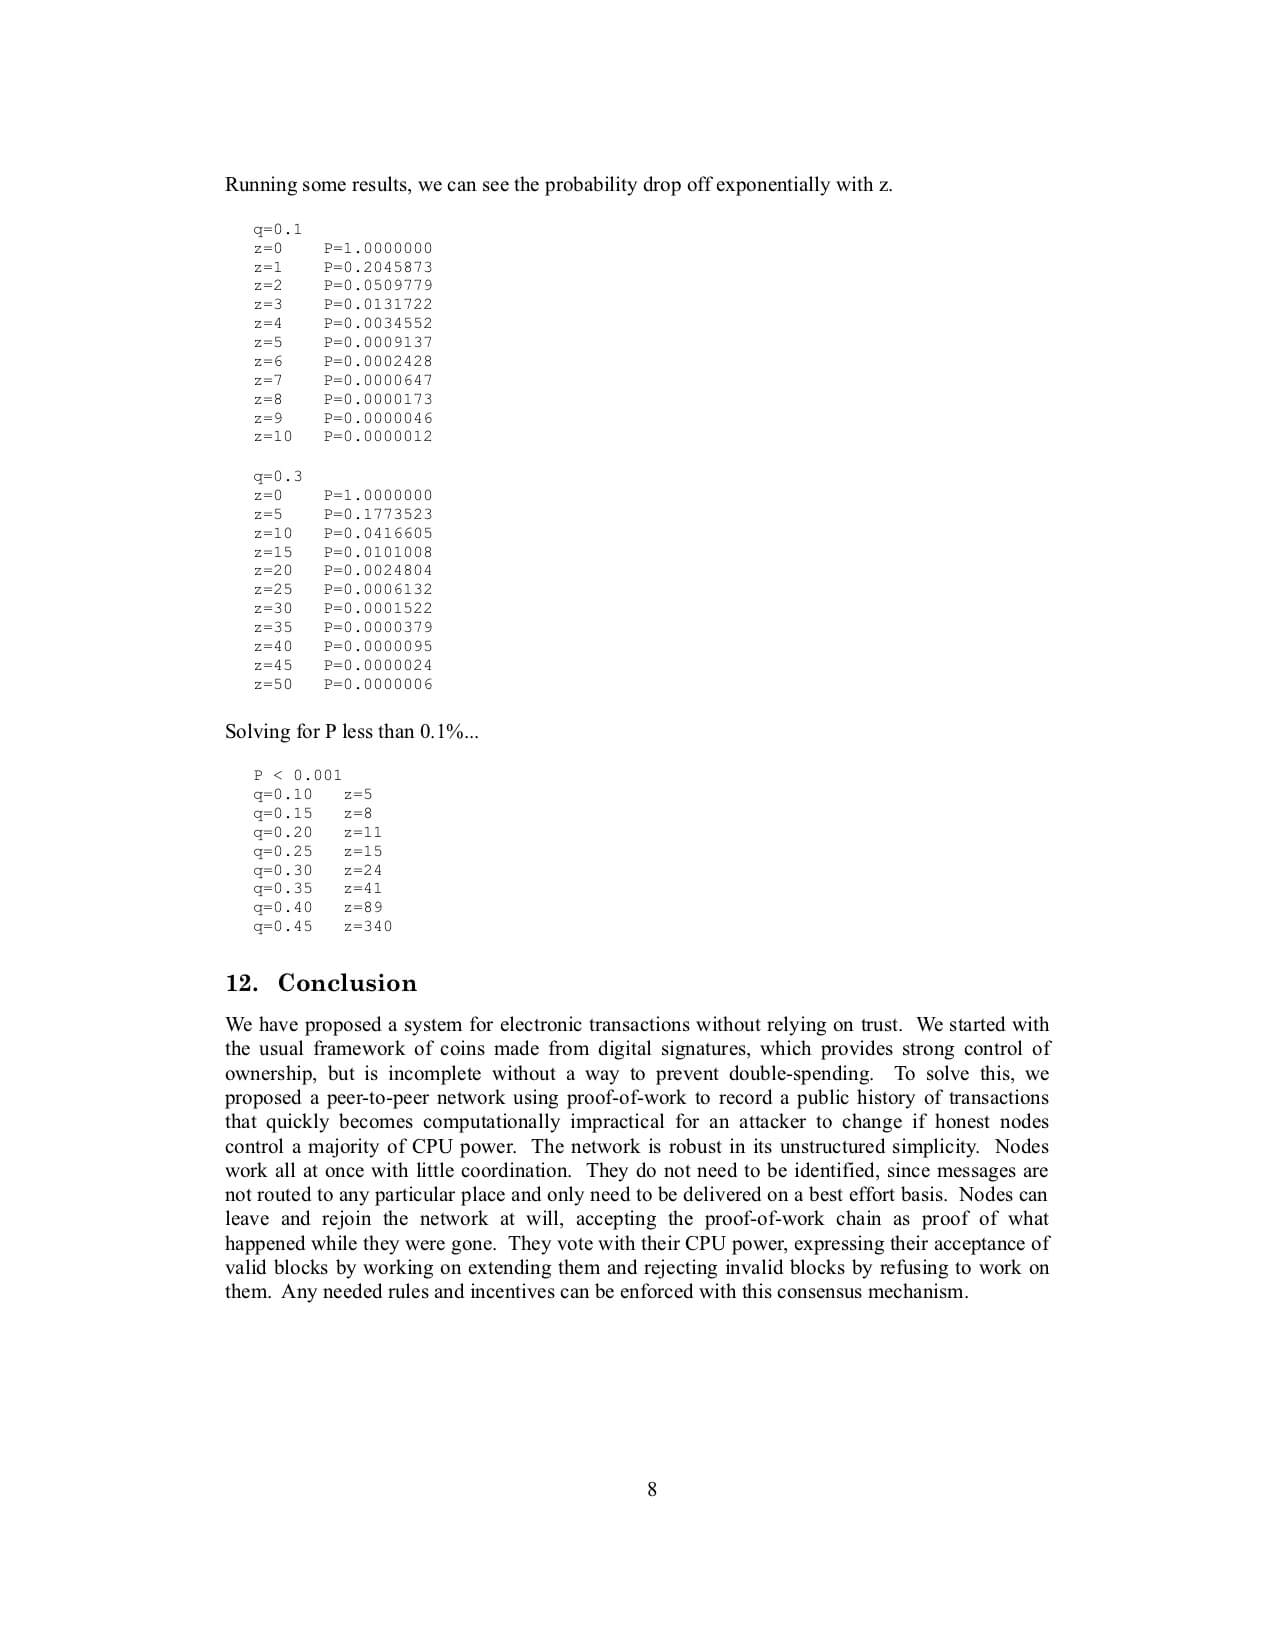 Running some results, we can see the probability drop off exponentially with z.
q=0.1
z=0 P=1.0000000
z=1 P=0.2045873
z=2 P=0.0509779
z=3 P=0.0131722
z=4 P=0.0034552
z=5 P=0.0009137
z=6 P=0.0002428
z=7 P=0.0000647
z=8 P=0.0000173
z=9 P=0.0000046
z=10 P=0.0000012
q=0.3
z=0 P=1.0000000
z=5 P=0.1773523
z=10 P=0.0416605
z=15 P=0.0101008
z=20 P=0.0024804
z=25 P=0.0006132
z=30 P=0.0001522
z=35 P=0.0000379
z=40 P=0.0000095
z=45 P=0.0000024
z=50 P=0.0000006
Solving for P less than 0.1%...
P < 0.001
q=0.10 z=5
q=0.15 z=8
q=0.20 z=11
q=0.25 z=15
q=0.30 z=24
q=0.35 z=41
q=0.40 z=89
q=0.45 z=340
12. Conclusion
We have proposed a system for electronic transactions without relying on trust. We started with
the usual framework of coins made from digital signatures, which provides strong control of
ownership, but is incomplete without a way to prevent double-spending. To solve this, we
proposed a peer-to-peer network using proof-of-work to record a public history of transactions
that quickly becomes computationally impractical for an attacker to change if honest nodes
control a majority of CPU power. The network is robust in its unstructured simplicity. Nodes
work all at once with little coordination. They do not need to be identified, since messages are
not routed to any particular place and only need to be delivered on a best effort basis. Nodes can
leave and rejoin the network at will, accepting the proof-of-work chain as proof of what
happened while they were gone. They vote with their CPU power, expressing their acceptance of
valid blocks by working on extending them and rejecting invalid blocks by refusing to work on
them. Any needed rules and incentives can be enforced with this consensus mechanism.
8